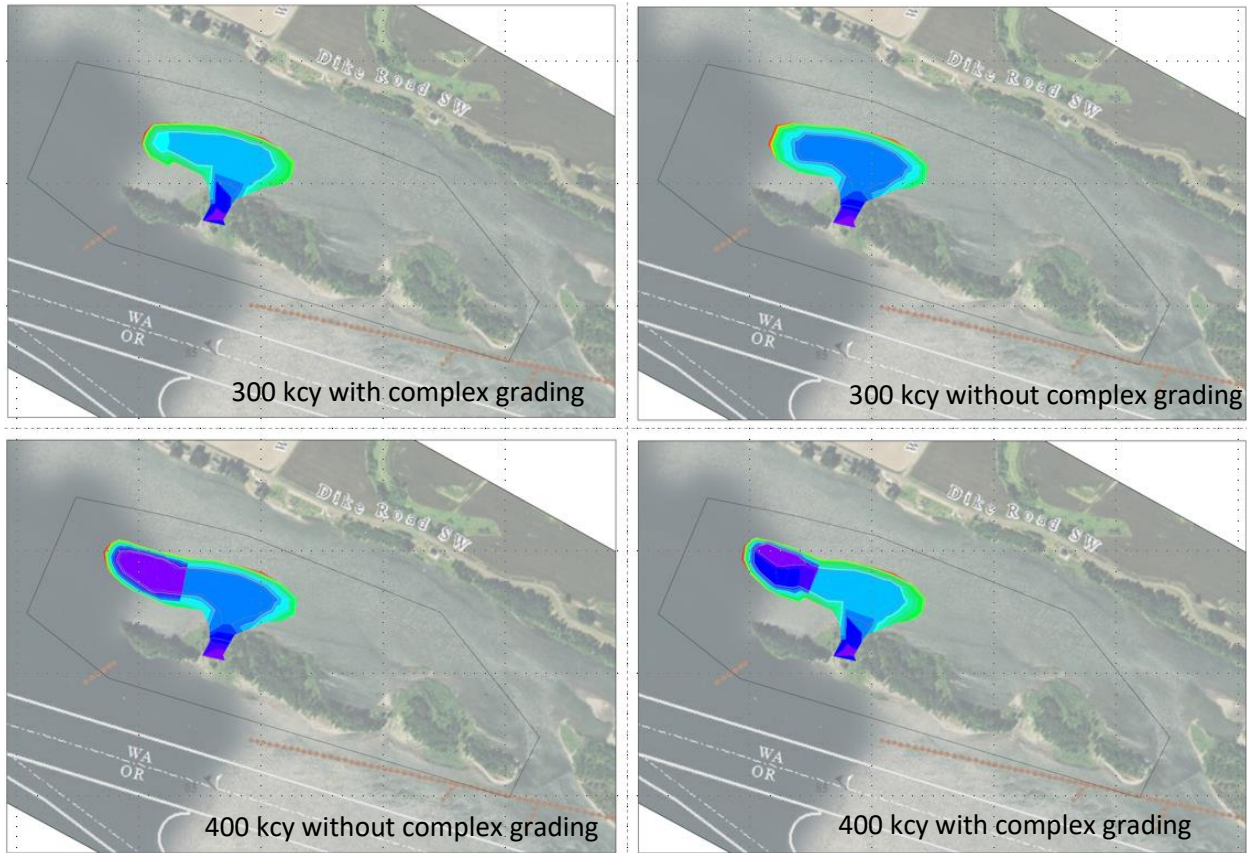 Dike Road SW
WA
OR
300 kcy with complex grading
Dike Road SW
WA
OR
300 kcy without complex grading
Dike Road SW
WA
OR
400 kcy without complex grading
Dike Road SW
WA
OR
400 kcy with complex grading